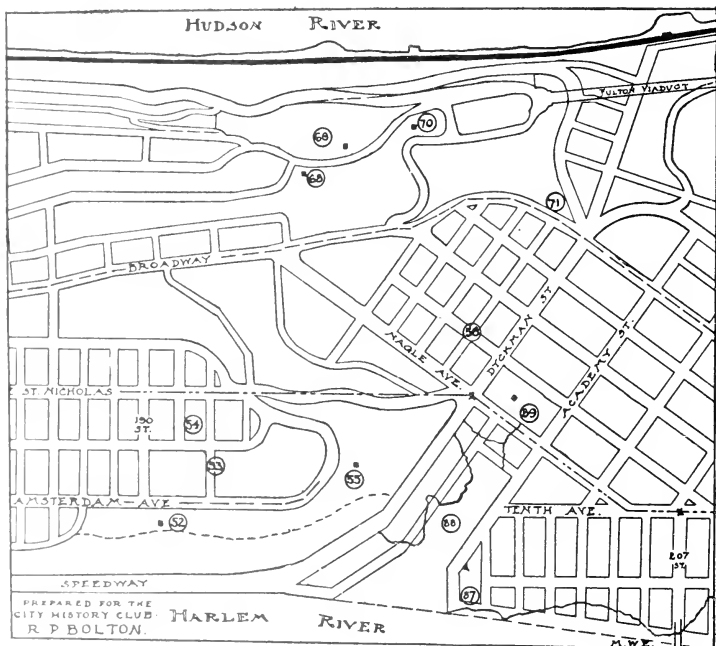 HUDSON RIVER
FULTON VIADUCT
68
70
68
71
BROADWAY
56
NAGLE AVE.
DYCKMAN ST
ACADEMY ST.
ST. NICHOLAS
190
ST.
54
89
53
55
AMSTERDAM AVE
52
88
TENTH AVE.
207
ST.
SPEEDWAY
87
PREPARED FOR THE
CITY HISTORY CLUB.
R P BOLTON.
HARLEM RIVER